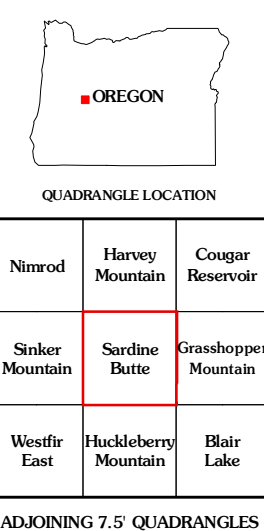 OREGON
QUADRANGLE LOCATION
Nimrod
Harvey
Mountain
Cougar
Reservoir
Sinker
Mountain
Sardine
Butte
Grasshopper
Mountain
Westfir
East
Huckleberry
Mountain
Blair
Lake
ADJOINING 7.5' QUADRANGLES